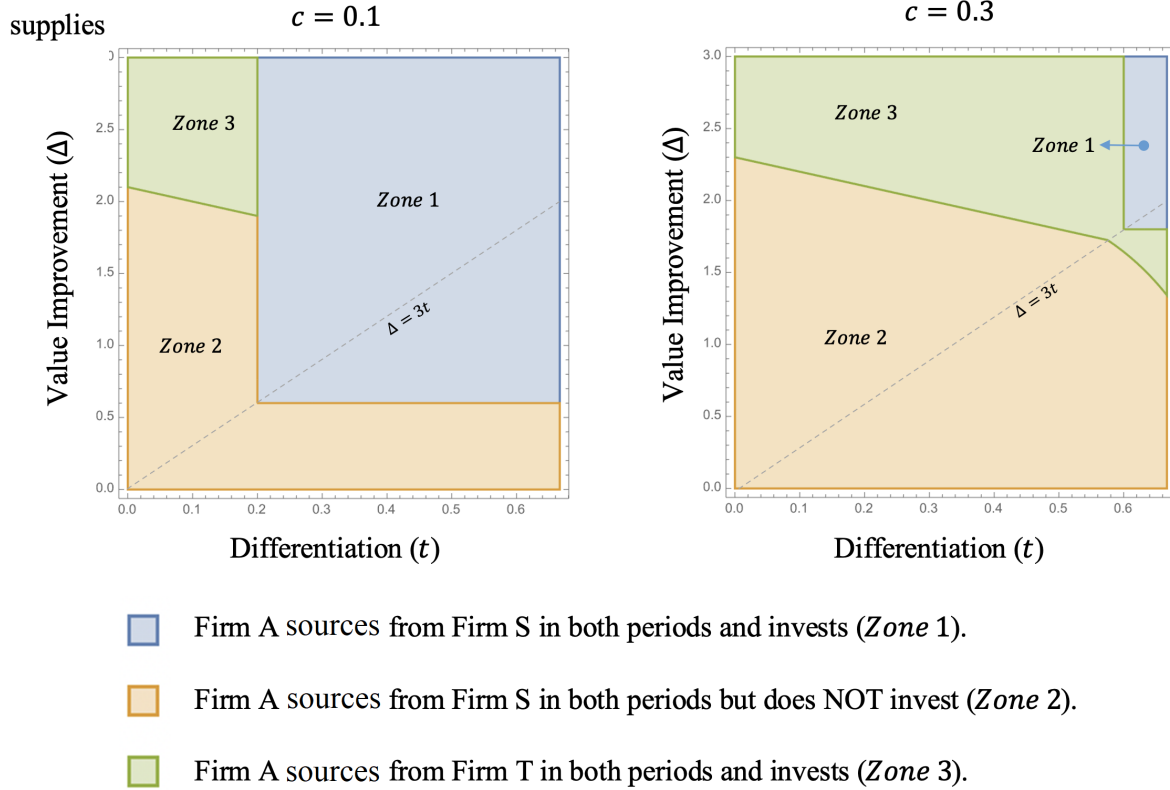 supplies
c = 0.1
c = 0.3
Value Improvement (Δ)
2.5
2.0
1.5
1.0
0.5
0.0
Zone 3
Zone 1
Zone 2
Δ = 3t
0.0 0.1 0.2 0.3 0.4 0.5 0.6
Differentiation (t)
Value Improvement (Δ)
3.0
2.5
2.0
1.5
1.0
0.5
0.0
Zone 3
Zone 1
Zone 2
Δ = 3t
0.0 0.1 0.2 0.3 0.4 0.5 0.6
Differentiation (t)
Firm A sources from Firm S in both periods and invests (Zone 1).
Firm A sources from Firm S in both periods but does NOT invest (Zone 2).
Firm A sources from Firm T in both periods and invests (Zone 3).